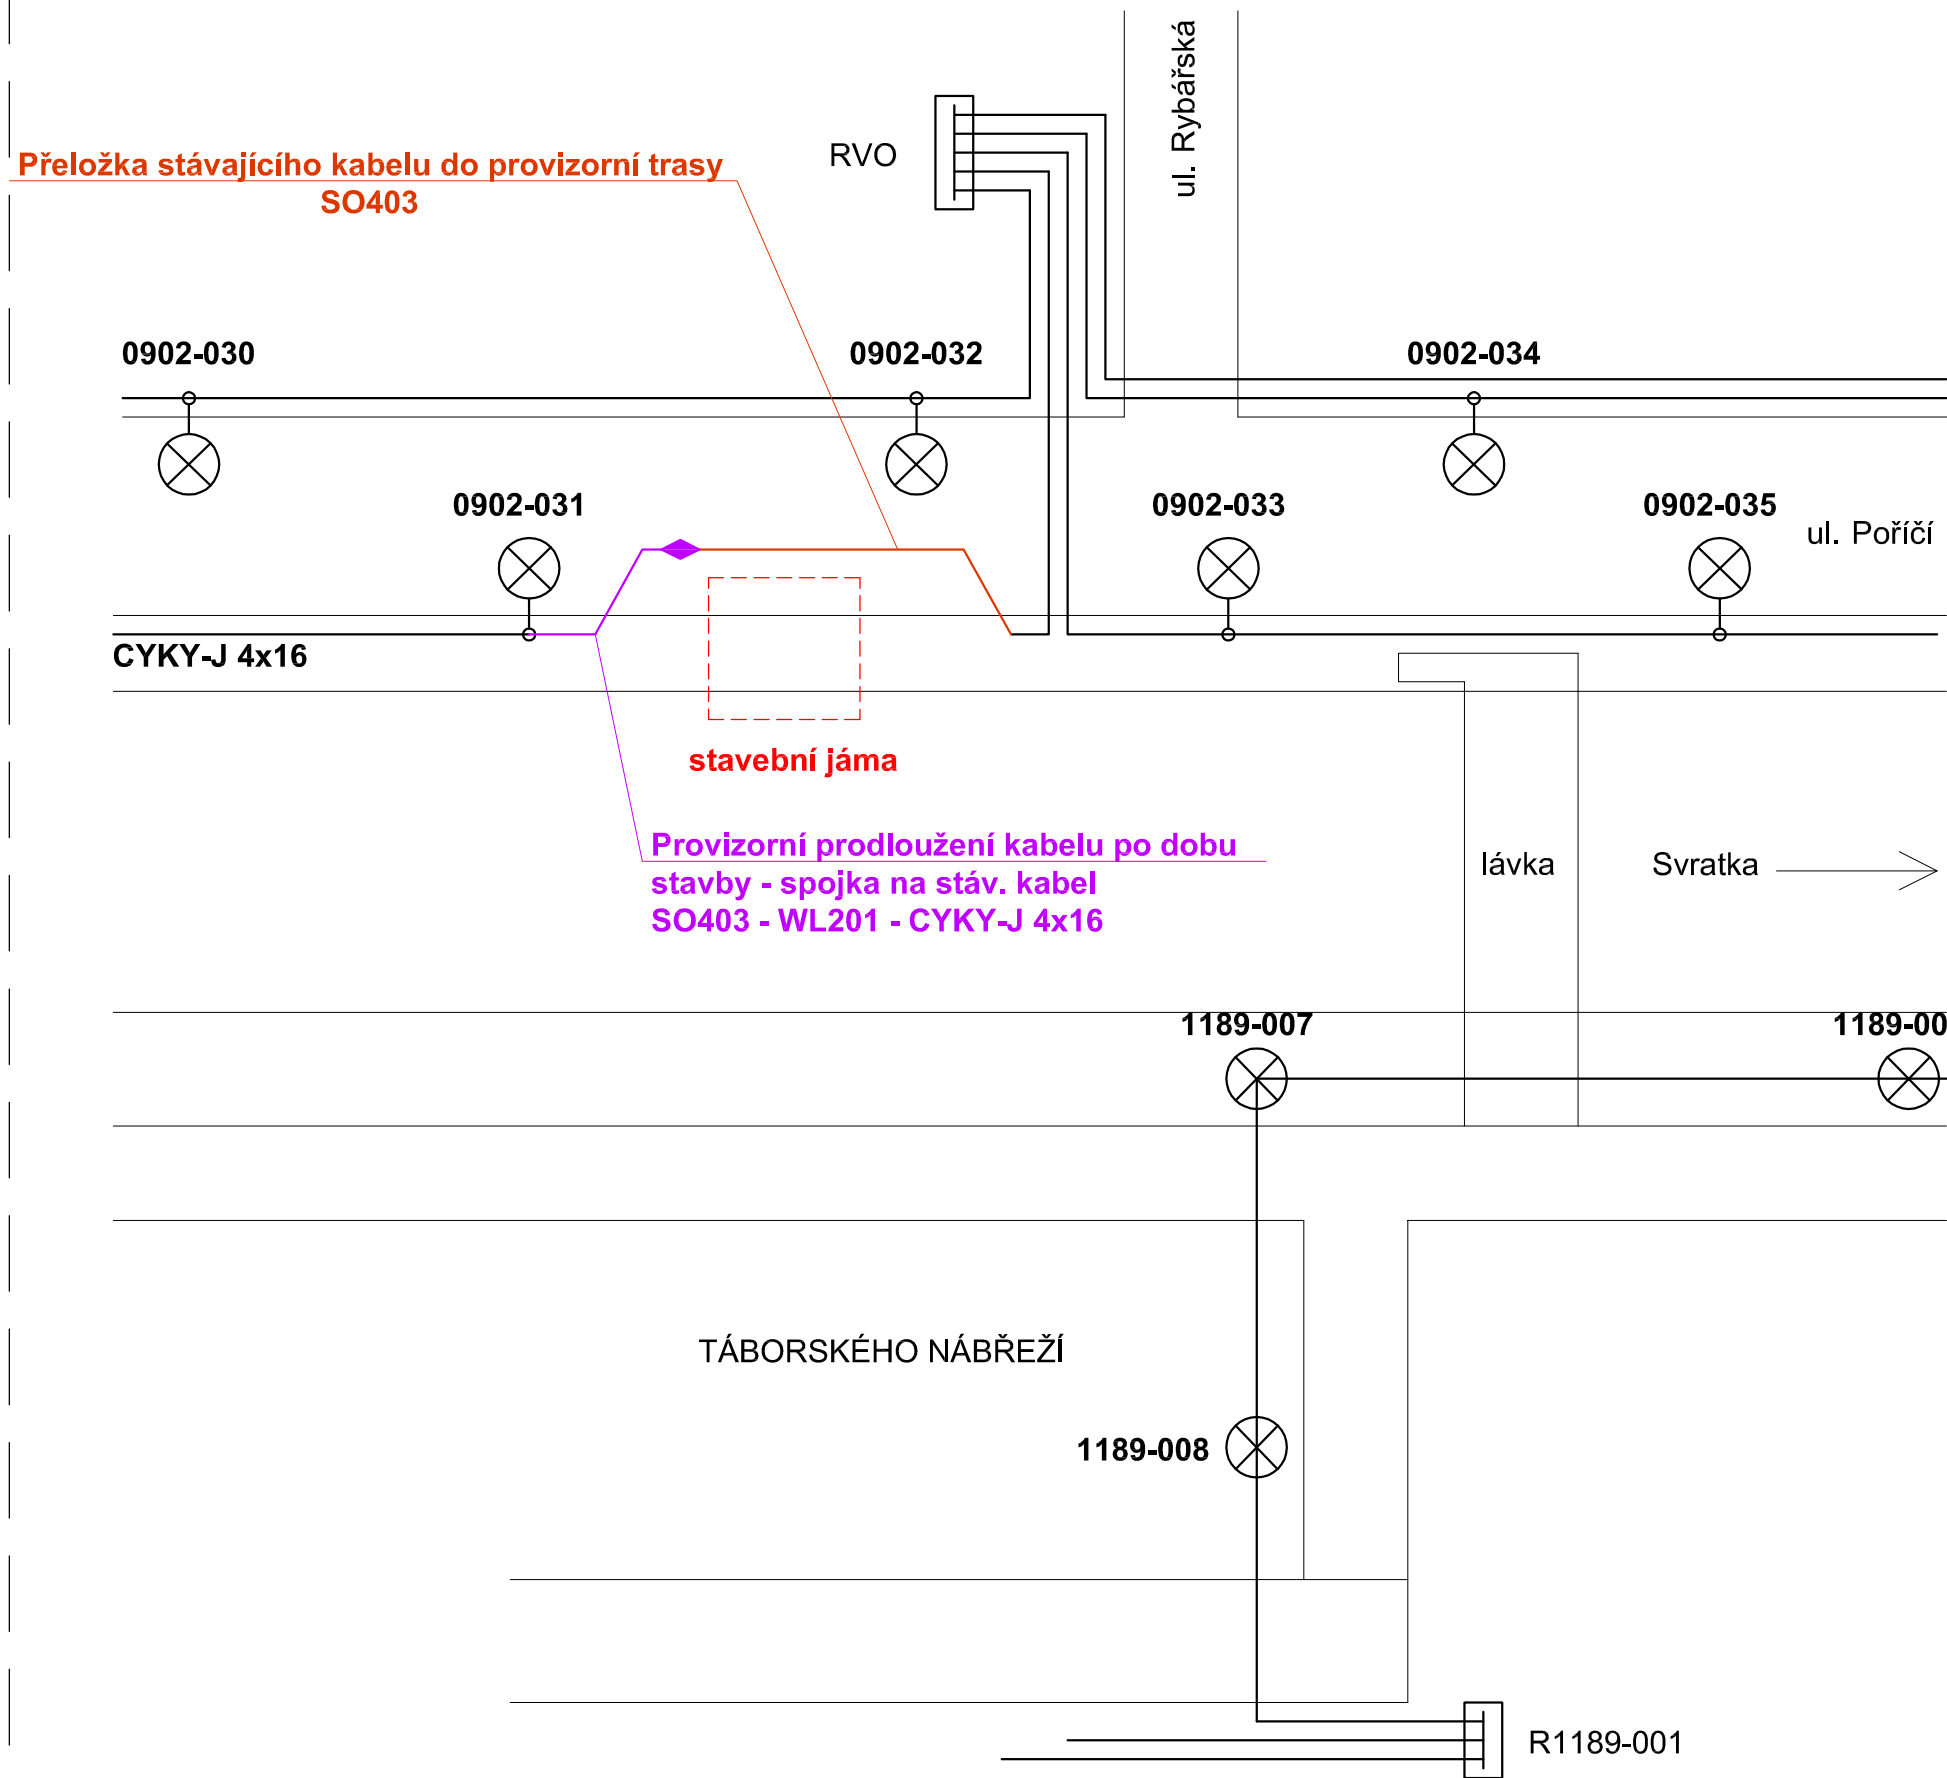 ul. Rybářská
RVO
Přeložka stávajícího kabelu do provizorní trasy
SO403
0902-030
0902-032
0902-034
0902-031
0902-033
0902-035
ul. Poříčí
CYKY-J 4x16
stavební jáma
Provizorní prodloužení kabelu po dobu
stavby - spojka na stáv. kabel
SO403 - WL201 - CYKY-J 4x16
lávka
Svratka
1189-007
1189-00
TÁBORSKÉHO NÁBŘEŽÍ
1189-008
R1189-001